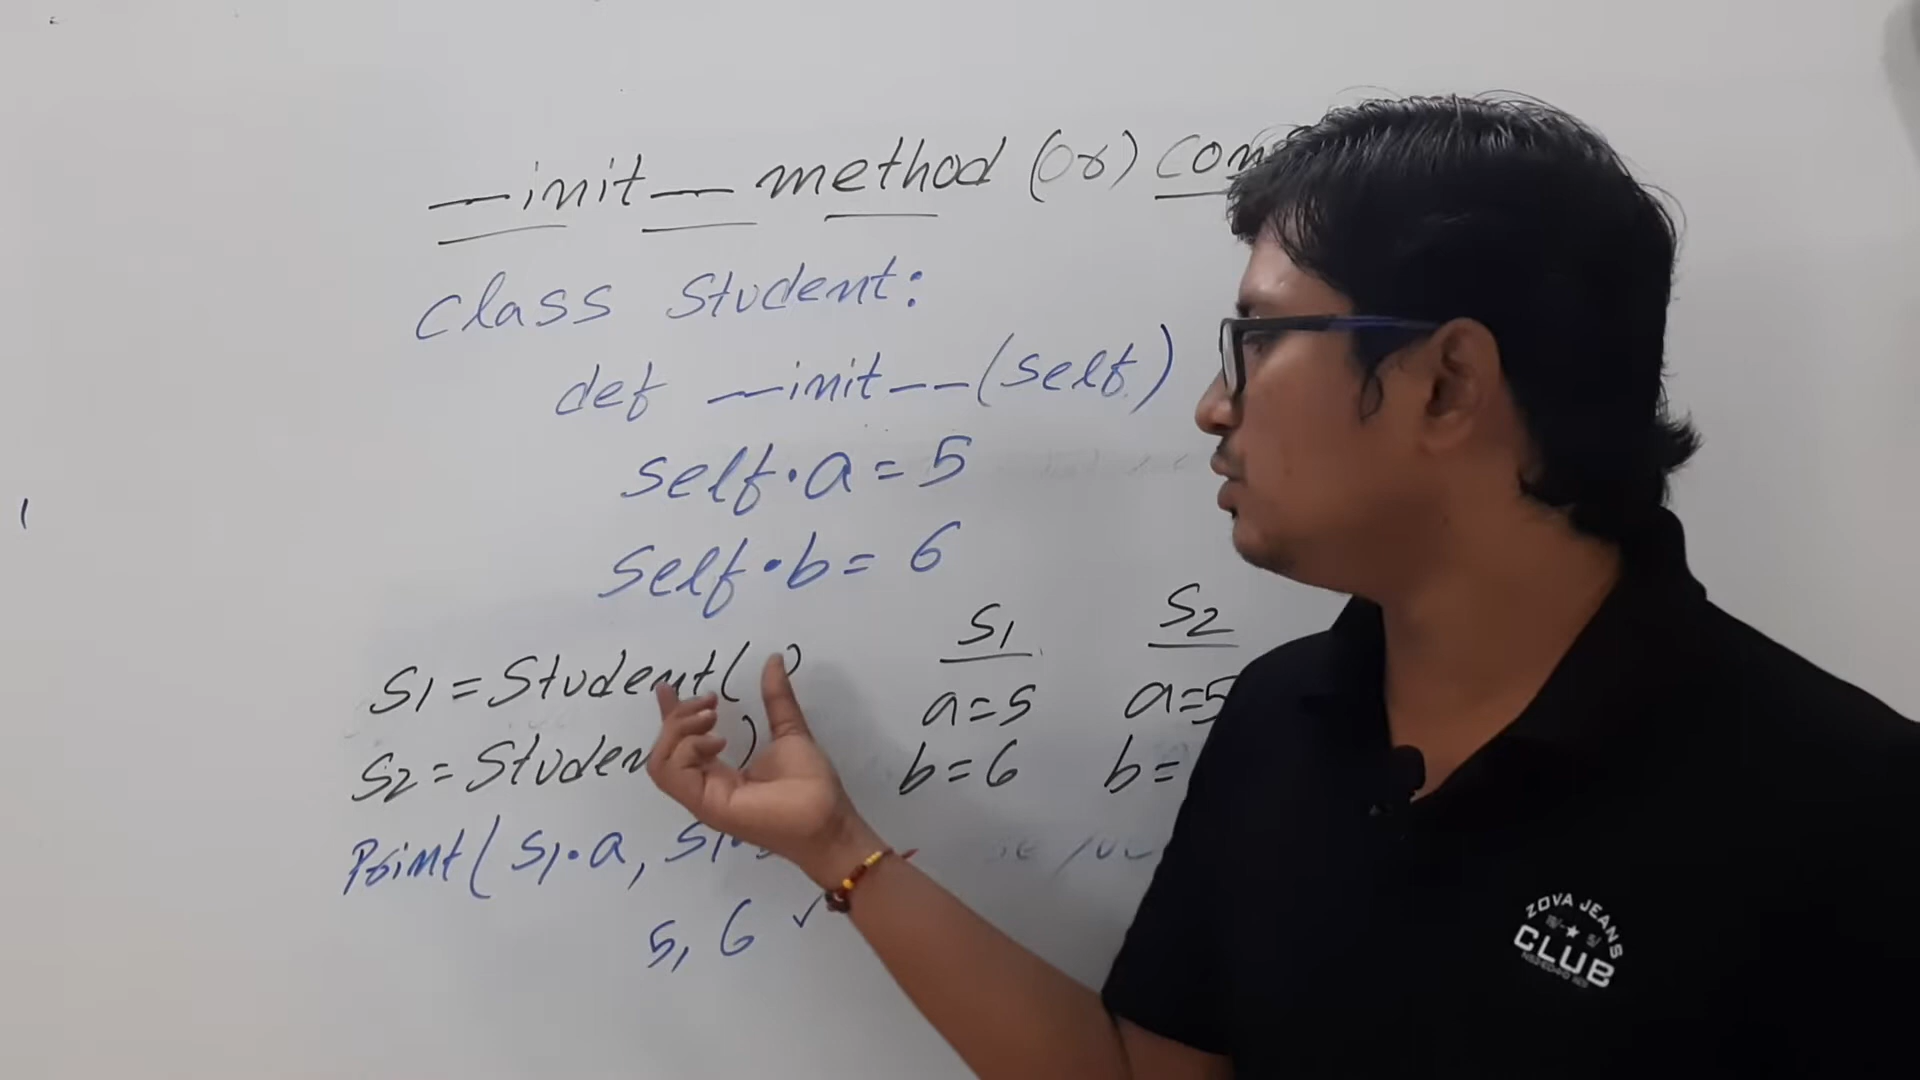 __init__ method (or) con
class Student:
def __init__(self)
self.a = 5
self.b = 6
S1 = Student( )
S2 = Student )
Print( S1.a, S1.
5, 6 ✓
S1
a=5
b=6
S2
a=5
b=
ZOVA JEANS
CLUB